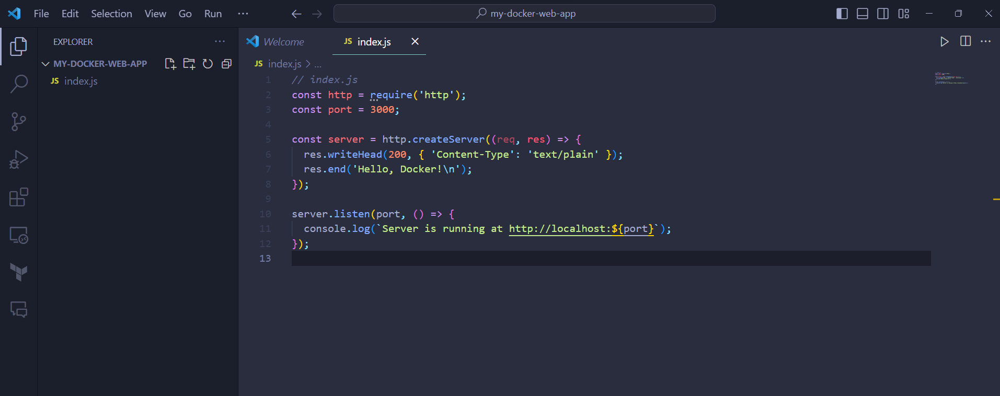 File Edit Selection View Go Run ···
my-docker-web-app
EXPLORER ···
MY-DOCKER-WEB-APP
JS index.js
Welcome
JS index.js
JS index.js > ...
1 // index.js
2 const http = require('http');
3 const port = 3000;
4
5 const server = http.createServer((req, res) => {
6 res.writeHead(200, { 'Content-Type': 'text/plain' });
7 res.end('Hello, Docker!\n');
8 });
9
10 server.listen(port, () => {
11 console.log(`Server is running at http://localhost:${port}`);
12 });
13